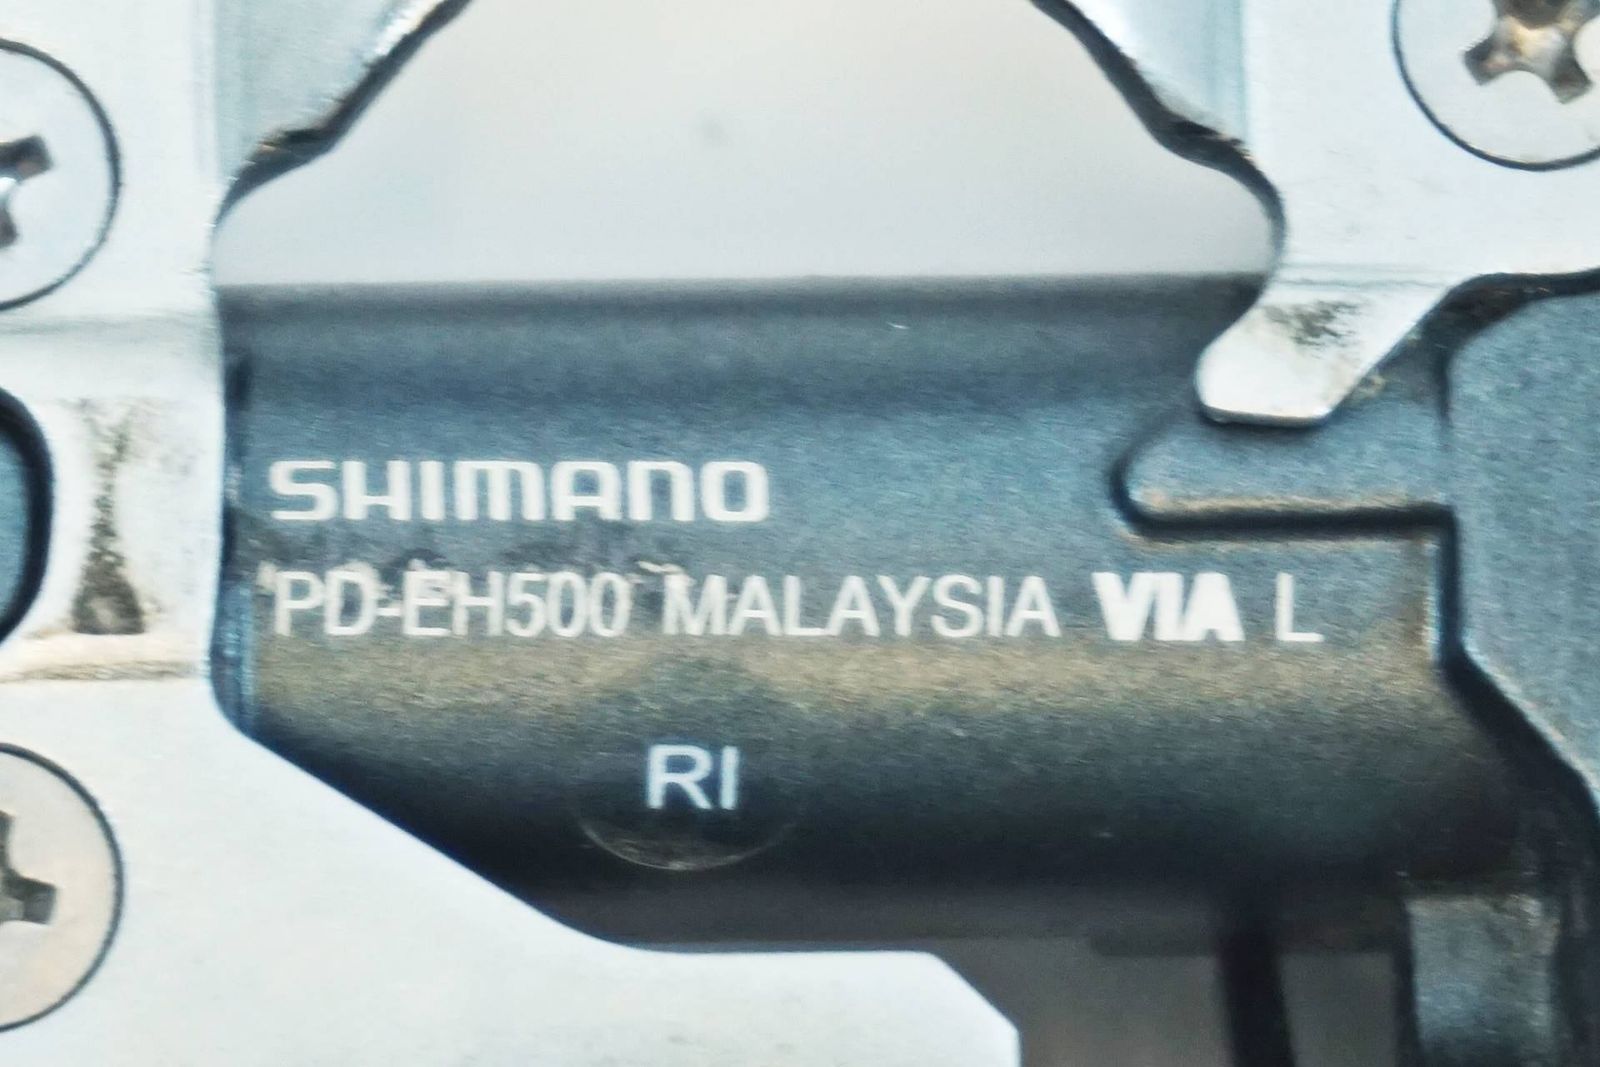 SHIMANO
PD-EH500 MALAYSIA VIA L
RI